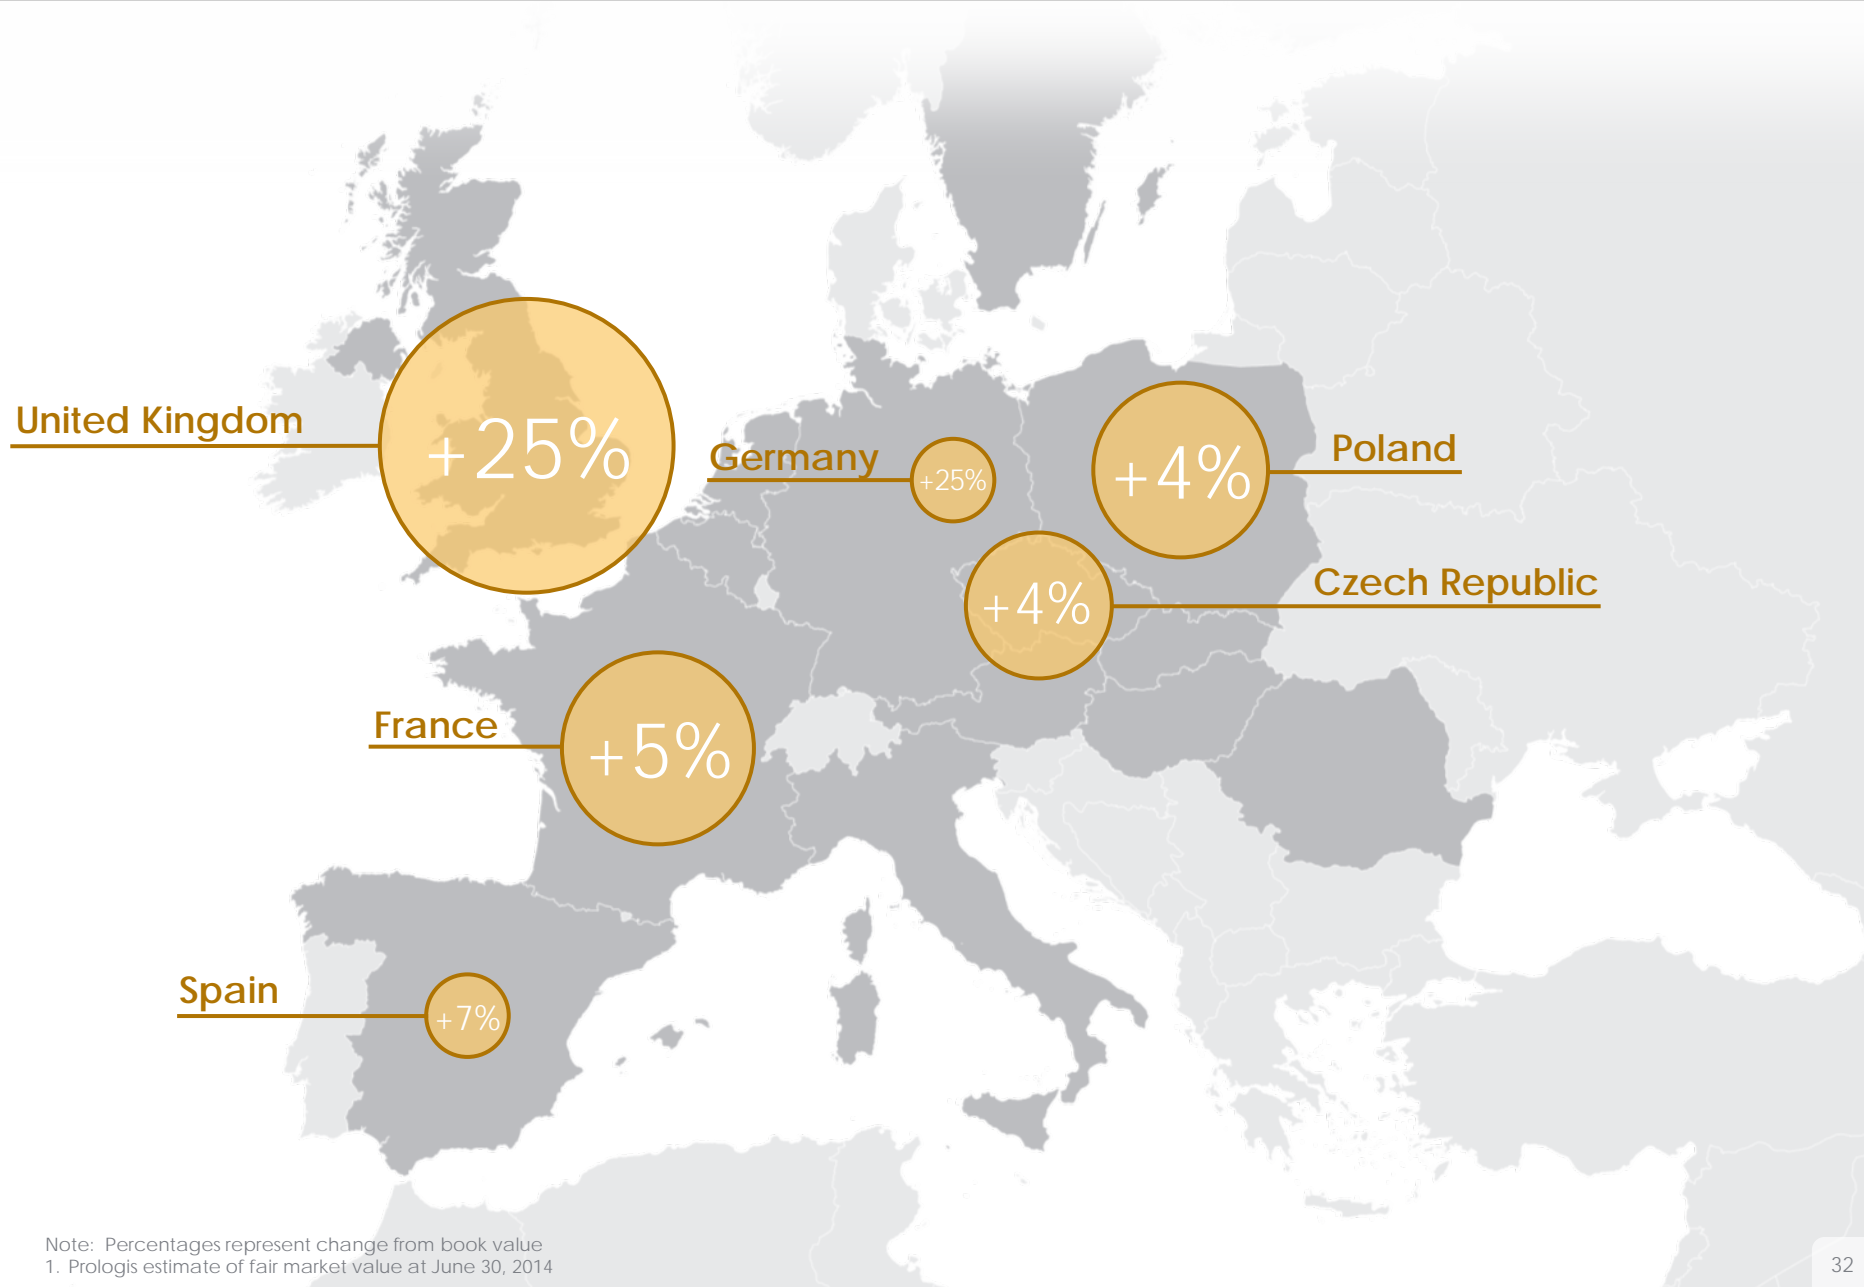 United Kingdom
+25%
Germany
+25%
+4%
Poland
+4%
Czech Republic
France
+5%
Spain
+7%
Note: Percentages represent change from book value
1. Prologis estimate of fair market value at June 30, 2014
32